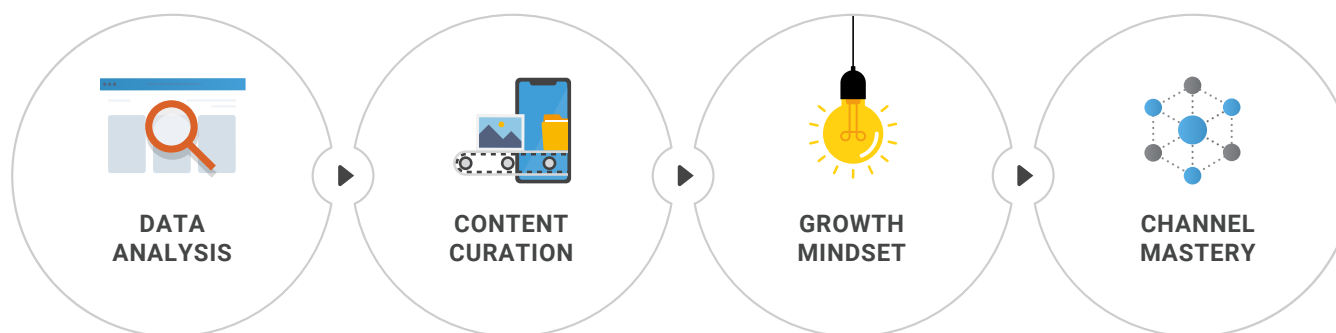 DATA
ANALYSIS
CONTENT
CURATION
GROWTH
MINDSET
CHANNEL
MASTERY